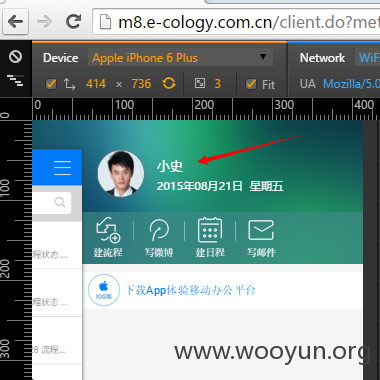 m8.e-cology.com.cn/client.do?met
Device Apple iPhone 6 Plus Network WiF
414 × 736 3 Fit UA Mozilla/5.0
0 100 200 300 400
0
100
200
300
小史
2015年08月21日 星期五
建流程 写微博 建日程 写邮件
程状态
iOS版 下载App体验移动办公平台
程状态
8 流程
www.wooyun.org